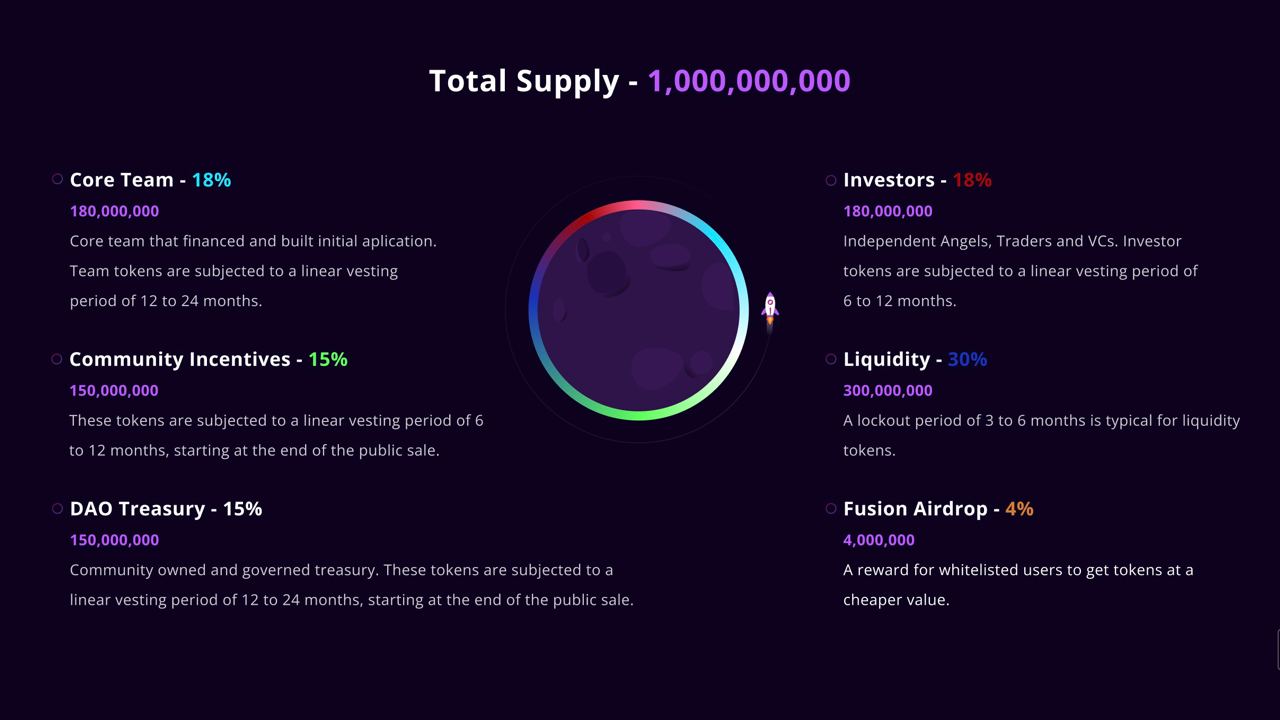 Total Supply - 1,000,000,000
Core Team - 18%
180,000,000
Core team that financed and built initial aplication.
Team tokens are subjected to a linear vesting
period of 12 to 24 months.
Community Incentives - 15%
150,000,000
These tokens are subjected to a linear vesting period of 6
to 12 months, starting at the end of the public sale.
DAO Treasury - 15%
150,000,000
Community owned and governed treasury. These tokens are subjected to a
linear vesting period of 12 to 24 months, starting at the end of the public sale.
Investors - 18%
180,000,000
Independent Angels, Traders and VCs. Investor
tokens are subjected to a linear vesting period of
6 to 12 months.
Liquidity - 30%
300,000,000
A lockout period of 3 to 6 months is typical for liquidity
tokens.
Fusion Airdrop - 4%
4,000,000
A reward for whitelisted users to get tokens at a
cheaper value.